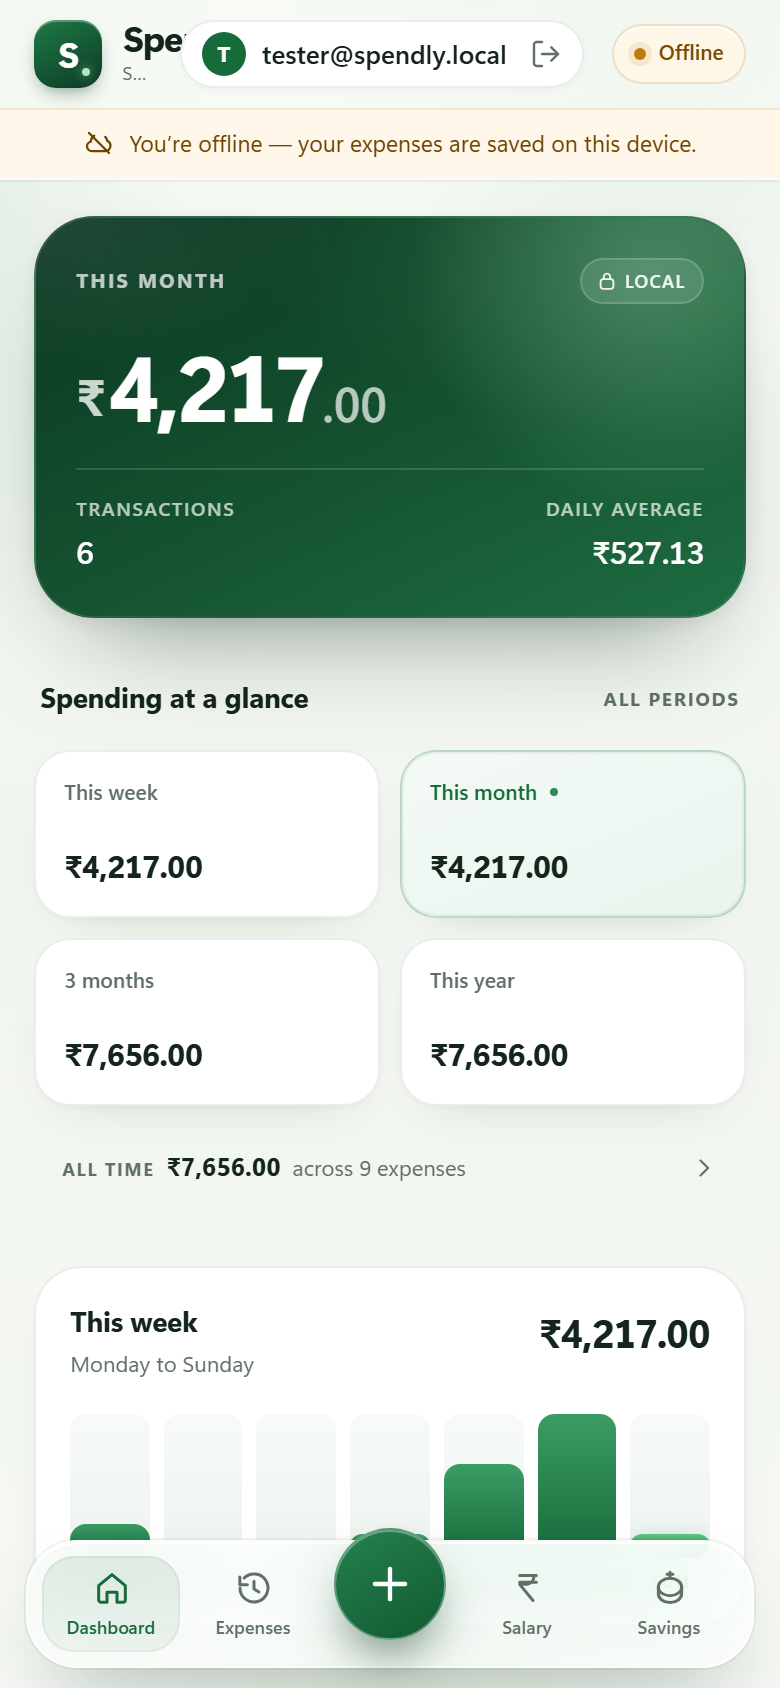 S.
Spe
S...
T
tester@spendly.local
Offline
You’re offline — your expenses are saved on this device.
THIS MONTH
LOCAL
₹4,217.00
TRANSACTIONS
DAILY AVERAGE
6
₹527.13
Spending at a glance
ALL PERIODS
This week
This month
₹4,217.00
₹4,217.00
3 months
This year
₹7,656.00
₹7,656.00
ALL TIME ₹7,656.00 across 9 expenses
This week
₹4,217.00
Monday to Sunday
Dashboard
Expenses
Salary
Savings